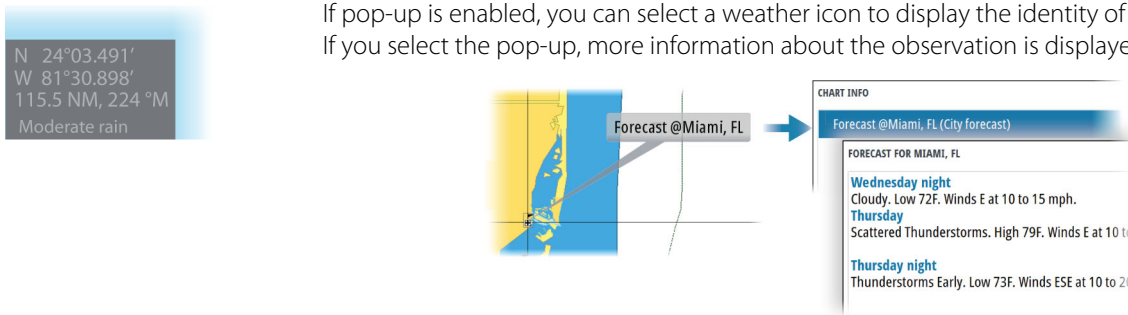 If pop-up is enabled, you can select a weather icon to display the identity of
If you select the pop-up, more information about the observation is displaye
N 24°03.491'
W 81°30.898'
115.5 NM, 224 °M
Moderate rain
Forecast @Miami, FL
CHART INFO
Forecast @Miami, FL (City forecast)
FORECAST FOR MIAMI, FL
Wednesday night
Cloudy. Low 72F. Winds E at 10 to 15 mph.
Thursday
Scattered Thunderstorms. High 79F. Winds E at 10 t
Thursday night
Thunderstorms Early. Low 73F. Winds ESE at 10 to 2